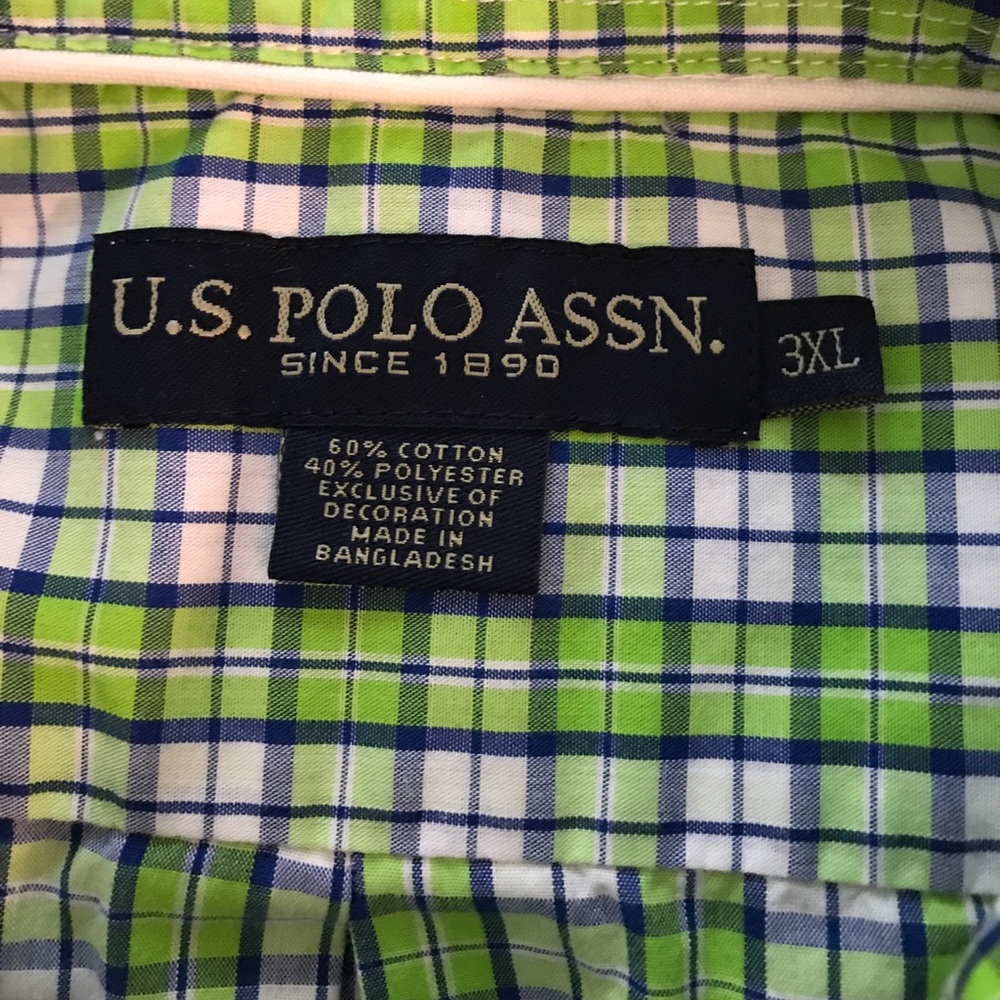 U.S. POLO ASSN.
SINCE 1890
3XL
60% COTTON
40% POLYESTER
EXCLUSIVE OF
DECORATION
MADE IN
BANGLADESH